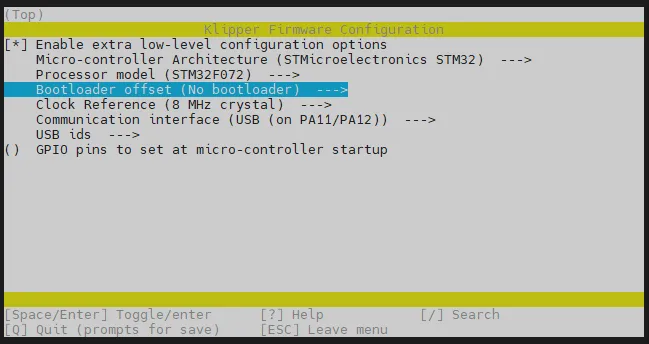 (Top)
Klipper Firmware Configuration
[*] Enable extra low-level configuration options
Micro-controller Architecture (STMicroelectronics STM32)  --->
Processor model (STM32F072)  --->
Bootloader offset (No bootloader)  --->
Clock Reference (8 MHz crystal)  --->
Communication interface (USB (on PA11/PA12))  --->
USB ids  --->
()  GPIO pins to set at micro-controller startup
[Space/Enter] Toggle/enter [?] Help [/] Search
[Q] Quit (prompts for save) [ESC] Leave menu